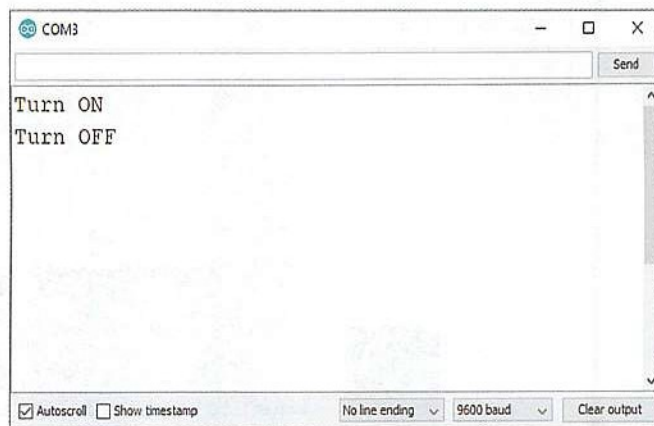 COM3
Send
Turn ON
Turn OFF
Autoscroll Show timestamp No line ending 9600 baud Clear output